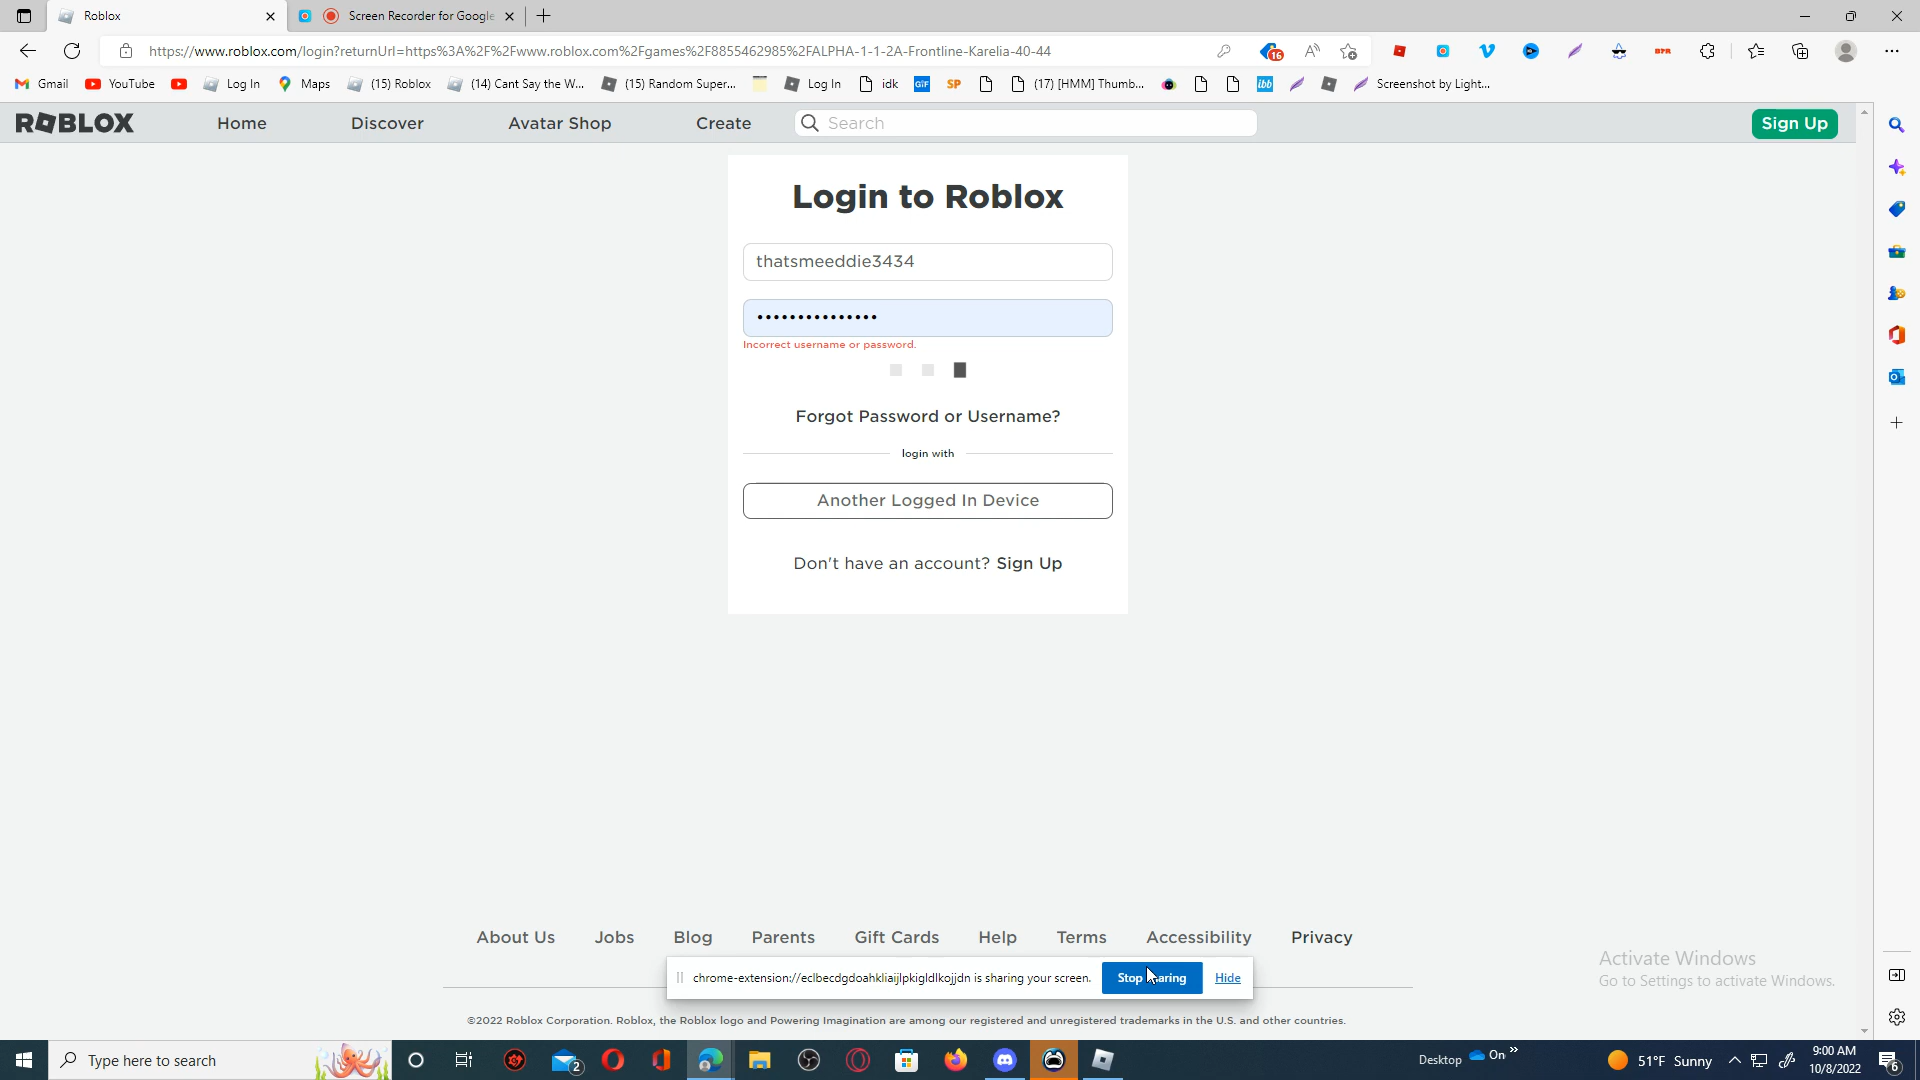 Roblox
Screen Recorder for Google
https://www.roblox.com/login?returnUrl=https%3A%2F%2Fwww.roblox.com%2Fgames%2F8855462985%2FALPHA-1-1-2A-Frontline-Karelia-40-44
16
Gmail YouTube Log In Maps (15) Roblox (14) Cant Say the W... (15) Random Super... Log In idk GIF SP (17) [HMM] Thumb... ibb Screenshot by Light...
ROBLOX Home Discover Avatar Shop Create Search Sign Up
Login to Roblox
thatsmeeddie3434
•••••••••••••••
Incorrect username or password.
Forgot Password or Username?
login with
Another Logged In Device
Don't have an account? Sign Up
About Us Jobs Blog Parents Gift Cards Help Terms Accessibility Privacy
chrome-extension://eclbecdgdoahkliaijlpkigldlkojjdn is sharing your screen. Stop Hide
©2022 Roblox Corporation. Roblox, the Roblox logo and Powering Imagination are among our registered and unregistered trademarks in the U.S. and other countries.
Activate Windows
Go to Settings to activate Windows.
Type here to search
2
Desktop On
51°F Sunny
9:00 AM
10/8/2022
6